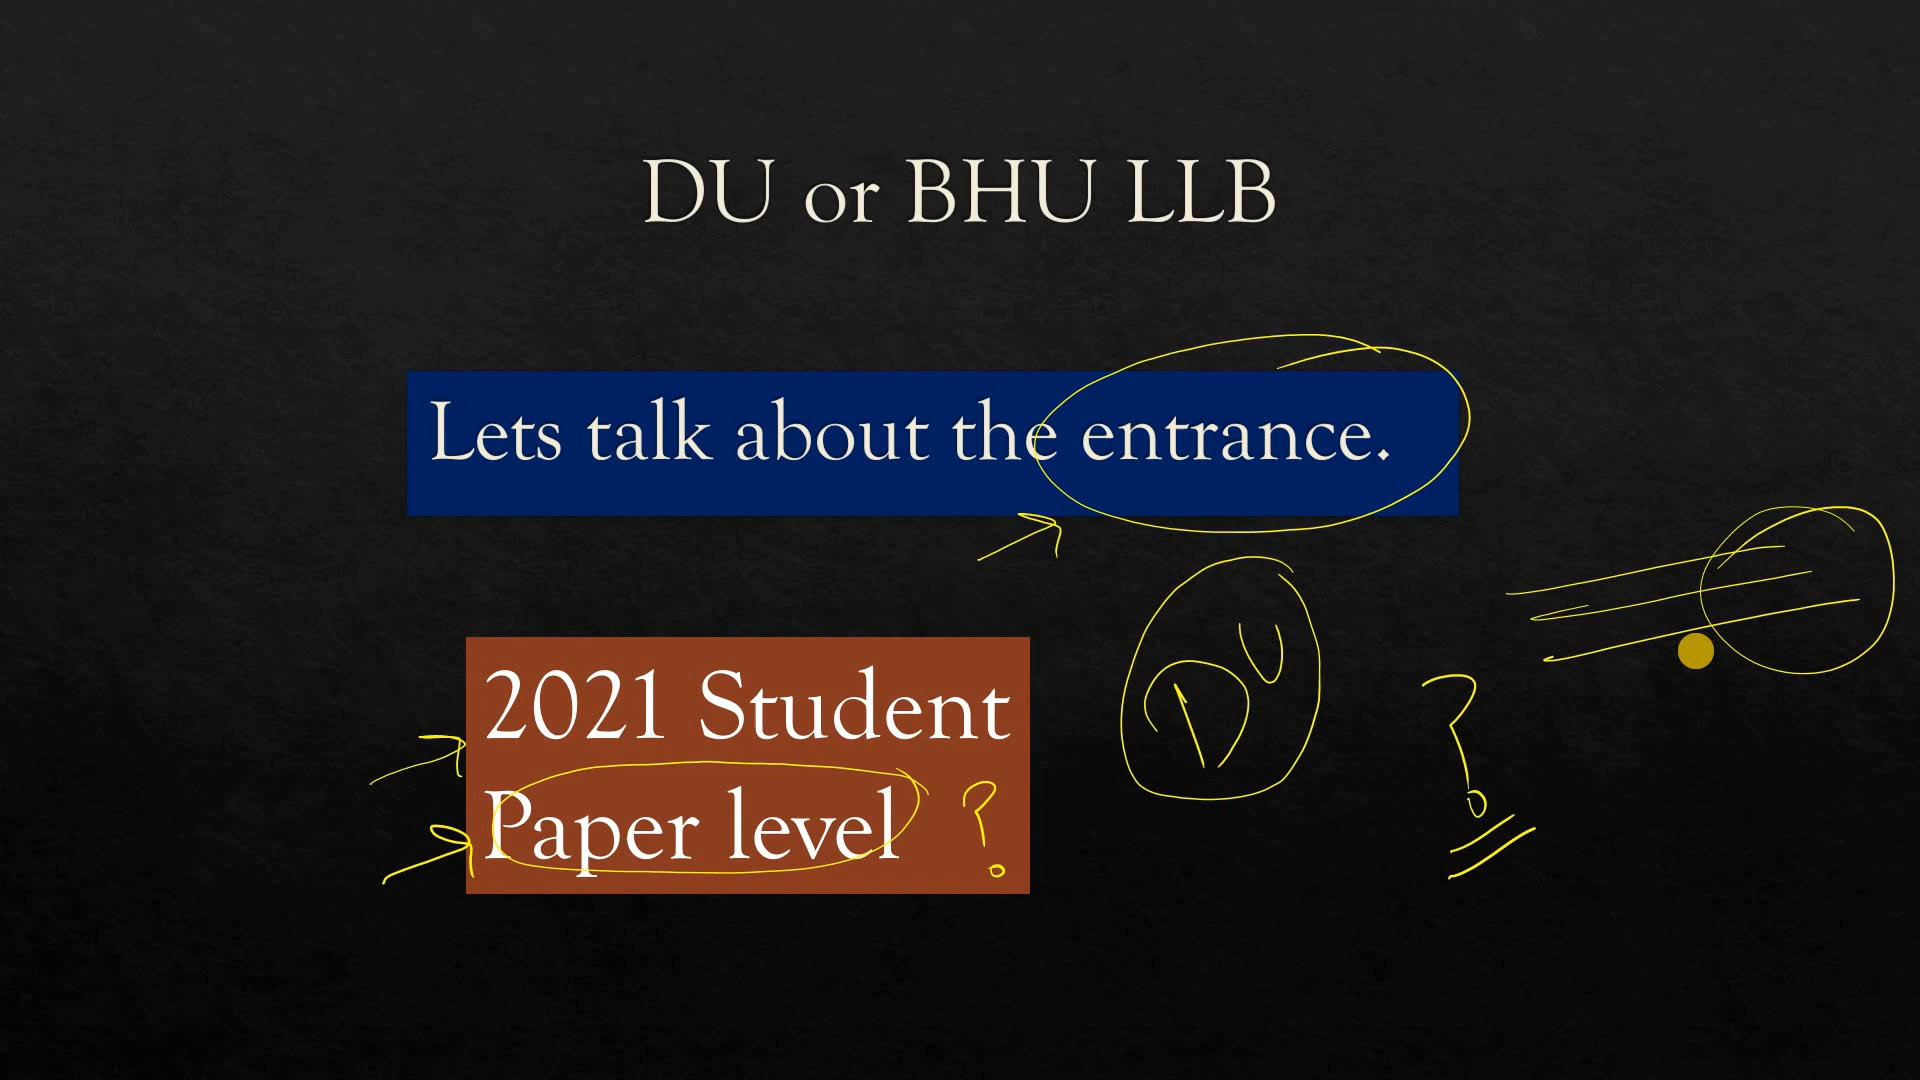 DU or BHU LLB
Lets talk about the entrance.
2021 Student
Paper level ?
DU
?